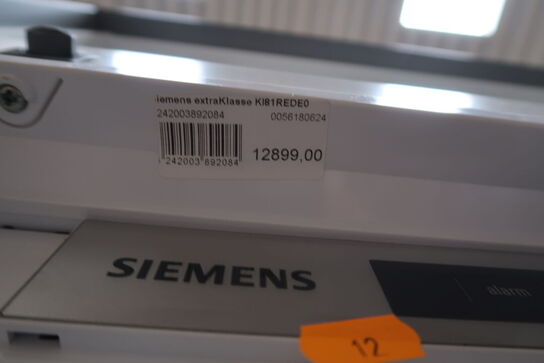 iemens extraKlasse KI81REDE0
242003892084 0056180624
242003 892084 12899,00
SIEMENS
alarm
12